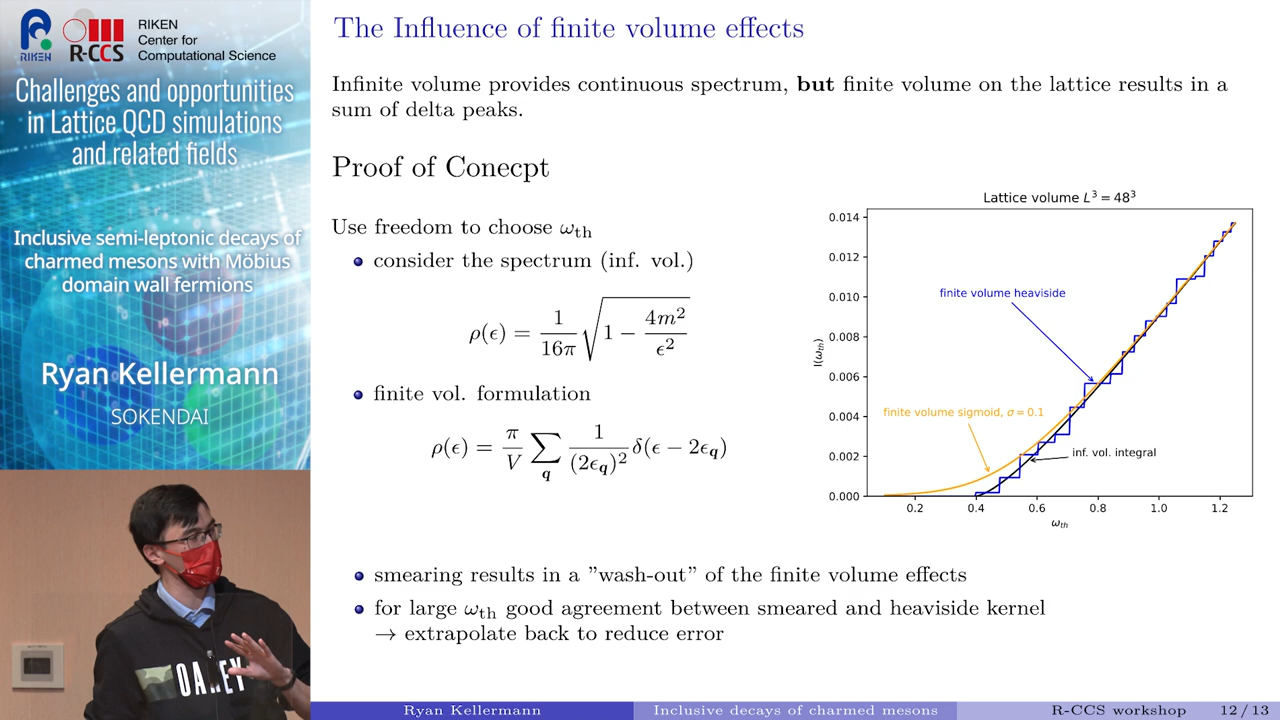 RIKEN
R-CCS
RIKEN
Center for
Computational Science
Challenges and opportunities
in Lattice QCD simulations
and related fields
Inclusive semi-leptonic decays of
charmed mesons with Möbius
domain wall fermions
Ryan Kellermann
SOKENDAI
The Influence of finite volume effects
Infinite volume provides continuous spectrum, but finite volume on the lattice results in a
sum of delta peaks.
Proof of Conecpt
Use freedom to choose ω_th
consider the spectrum (inf. vol.)
ρ(ϵ) = 1/(16π) √(1 − 4m²/ϵ²)
finite vol. formulation
ρ(ϵ) = π/V ∑_q 1/(2ϵ_q)² δ(ϵ − 2ϵ_q)
Lattice volume L³ = 48³
0.014
0.012
0.010
0.008
0.006
0.004
0.002
0.000
I(ω_th)
finite volume heaviside
finite volume sigmoid, σ = 0.1
inf. vol. integral
0.2 0.4 0.6 0.8 1.0 1.2
ω_th
smearing results in a ”wash-out” of the finite volume effects
for large ω_th good agreement between smeared and heaviside kernel
→ extrapolate back to reduce error
Ryan Kellermann Inclusive decays of charmed mesons R-CCS workshop 12 / 13